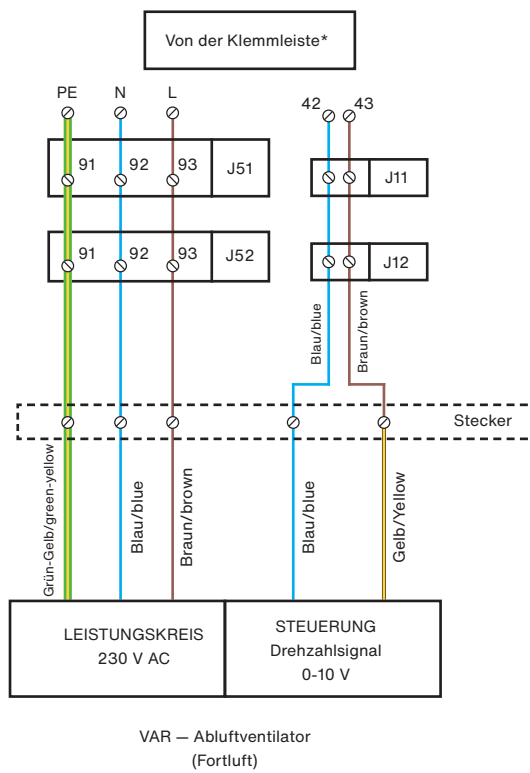 Von der Klemmleiste*
PE N L
42 43
91 92 93 J51
J11
91 92 93 J52
J12
Blau/blue
Braun/brown
Stecker
Grün-Gelb/green-yellow
Blau/blue
Braun/brown
Blau/blue
Gelb/Yellow
LEISTUNGSKREIS
230 V AC
STEUERUNG
Drehzahlsignal
0-10 V
VAR — Abluftventilator
(Fortluft)